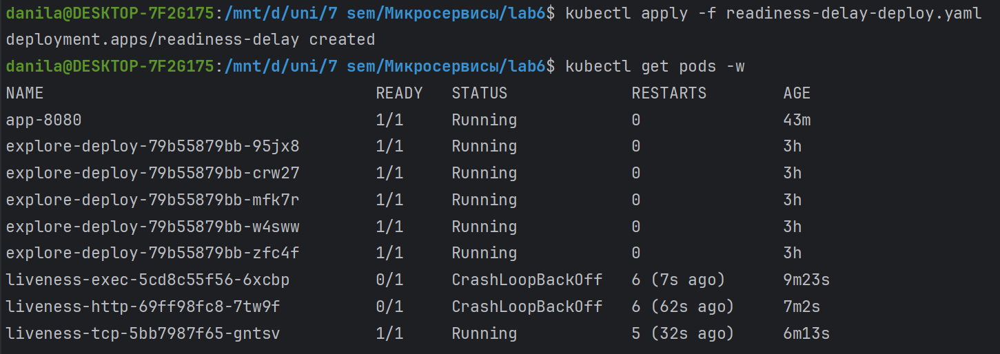 danila@DESKTOP-7F2G175:/mnt/d/uni/7 sem/Микросервисы/lab6$ kubectl apply -f readiness-delay-deploy.yaml
deployment.apps/readiness-delay created
danila@DESKTOP-7F2G175:/mnt/d/uni/7 sem/Микросервисы/lab6$ kubectl get pods -w
NAME READY STATUS RESTARTS AGE
app-8080 1/1 Running 0 43m
explore-deploy-79b55879bb-95jx8 1/1 Running 0 3h
explore-deploy-79b55879bb-crw27 1/1 Running 0 3h
explore-deploy-79b55879bb-mfk7r 1/1 Running 0 3h
explore-deploy-79b55879bb-w4sww 1/1 Running 0 3h
explore-deploy-79b55879bb-zfc4f 1/1 Running 0 3h
liveness-exec-5cd8c55f56-6xcbp 0/1 CrashLoopBackOff 6 (7s ago) 9m23s
liveness-http-69ff98fc8-7tw9f 0/1 CrashLoopBackOff 6 (62s ago) 7m2s
liveness-tcp-5bb7987f65-gntsv 1/1 Running 5 (32s ago) 6m13s